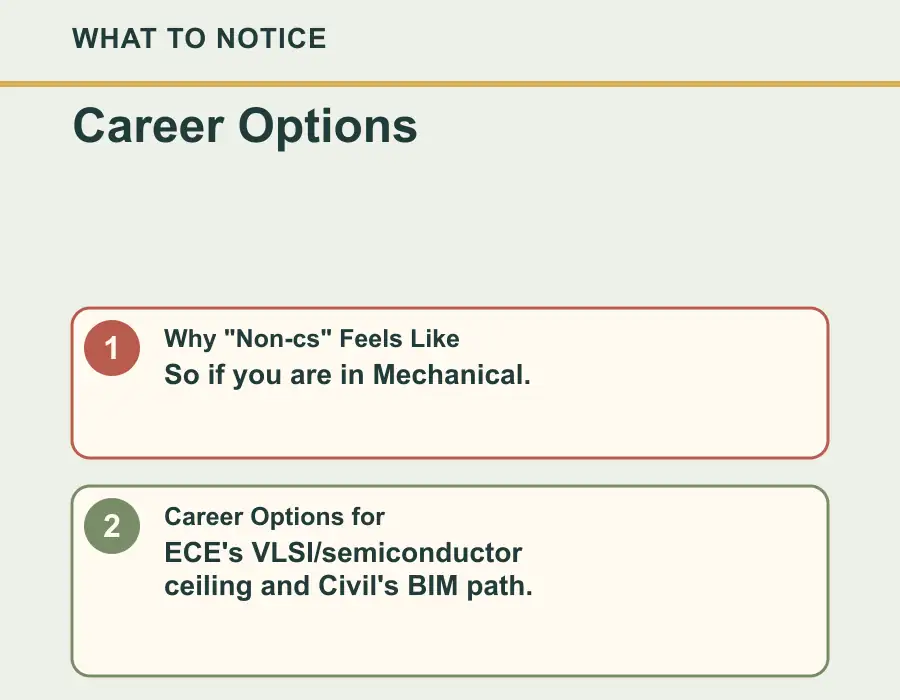 WHAT TO NOTICE
Career Options
1
Why "Non-cs" Feels Like
So if you are in Mechanical.
2
Career Options for
ECE's VLSI/semiconductor
ceiling and Civil's BIM path.